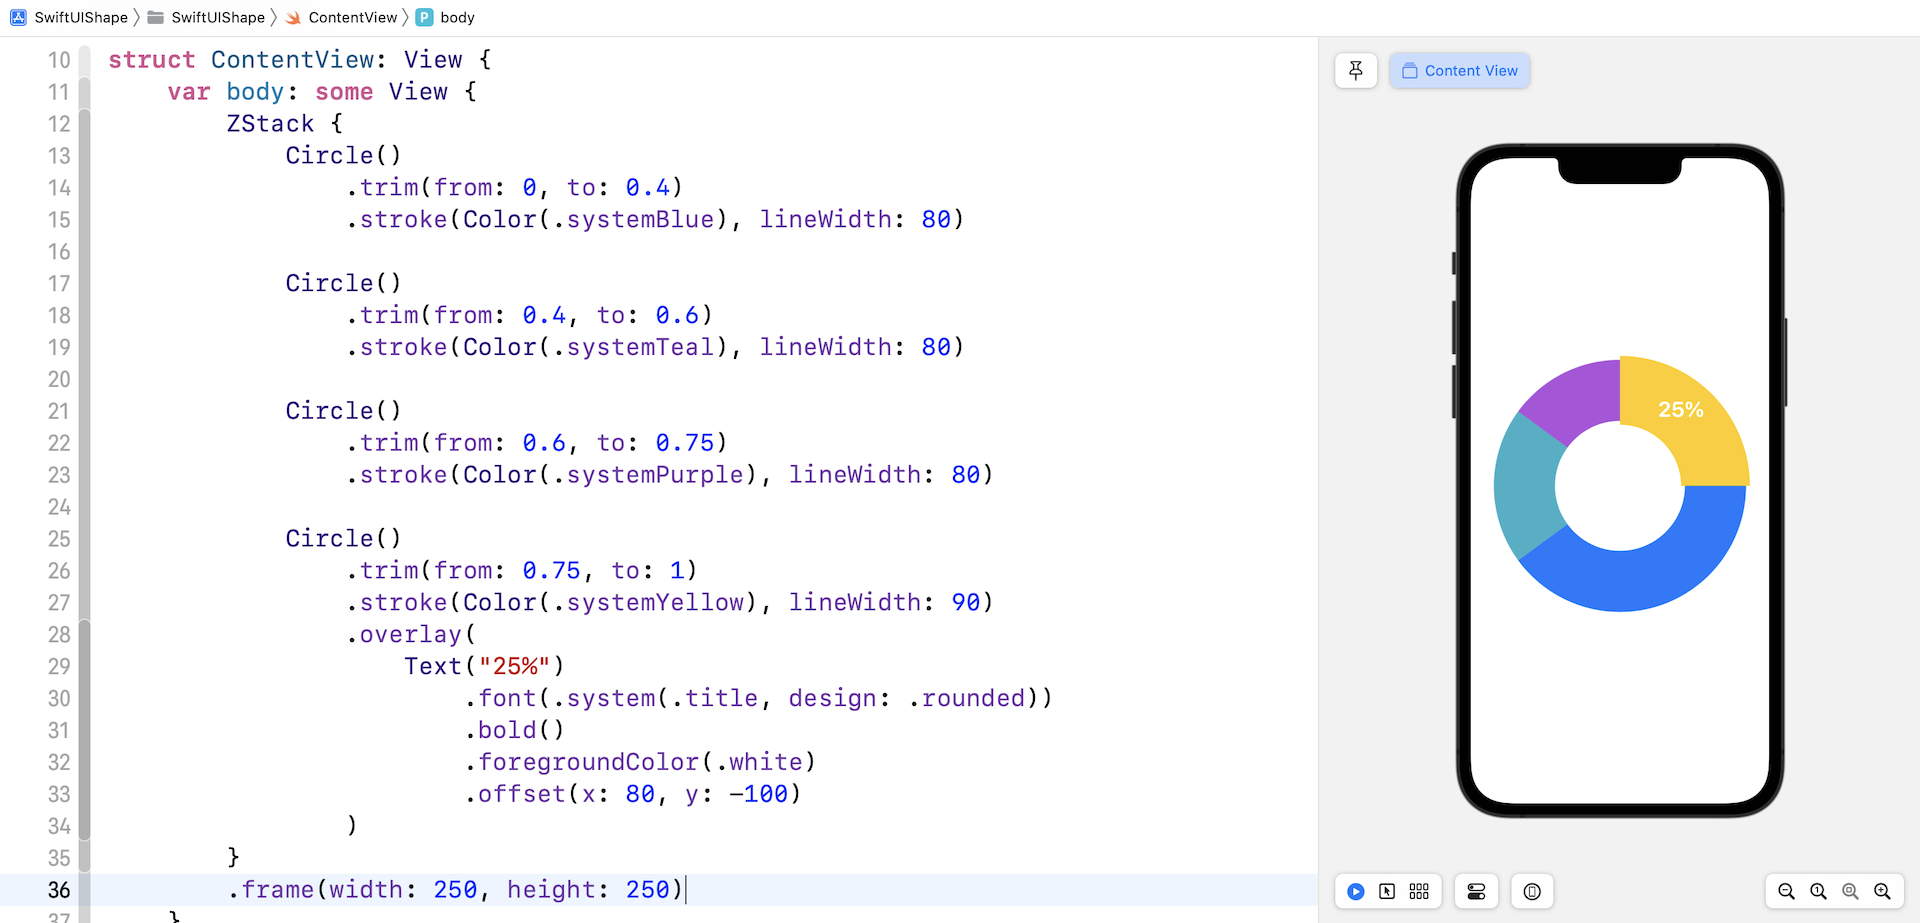 SwiftUIShape SwiftUIShape ContentView P body
10 struct ContentView: View {
11 var body: some View {
12 ZStack {
13 Circle()
14 .trim(from: 0, to: 0.4)
15 .stroke(Color(.systemBlue), lineWidth: 80)
16
17 Circle()
18 .trim(from: 0.4, to: 0.6)
19 .stroke(Color(.systemTeal), lineWidth: 80)
20
21 Circle()
22 .trim(from: 0.6, to: 0.75)
23 .stroke(Color(.systemPurple), lineWidth: 80)
24
25 Circle()
26 .trim(from: 0.75, to: 1)
27 .stroke(Color(.systemYellow), lineWidth: 90)
28 .overlay(
29 Text("25%")
30 .font(.system(.title, design: .rounded))
31 .bold()
32 .foregroundColor(.white)
33 .offset(x: 80, y: -100)
34 )
35 }
36 .frame(width: 250, height: 250)
37 }
Content View
25%